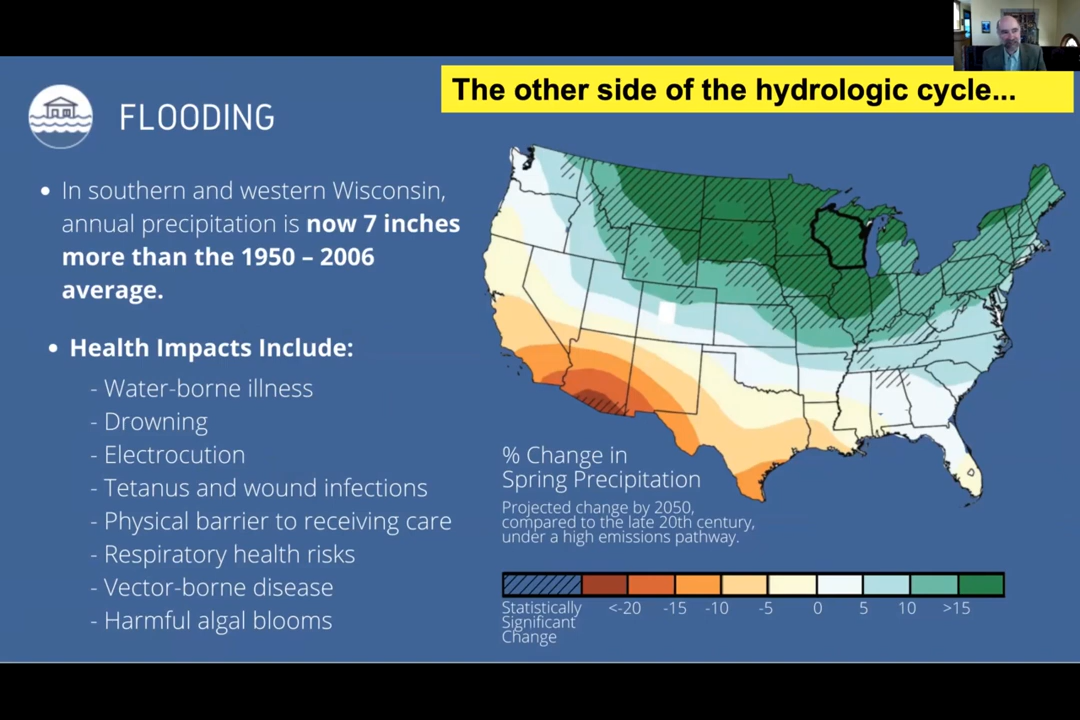 The other side of the hydrologic cycle...
FLOODING
• In southern and western Wisconsin,
annual precipitation is now 7 inches
more than the 1950 – 2006
average.
• Health Impacts Include:
- Water-borne illness
- Drowning
- Electrocution
- Tetanus and wound infections
- Physical barrier to receiving care
- Respiratory health risks
- Vector-borne disease
- Harmful algal blooms
% Change in
Spring Precipitation
Projected change by 2050,
compared to the late 20th century,
under a high emissions pathway.
Statistically
Significant
Change
<-20 -15 -10 -5 0 5 10 >15